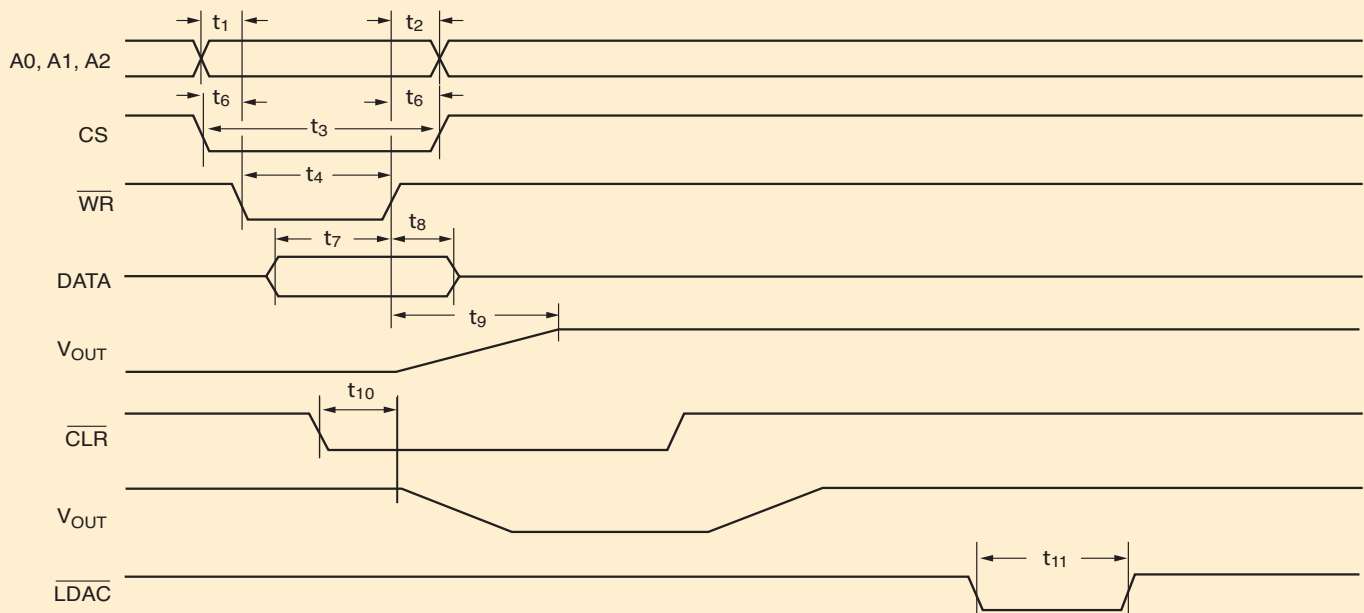 t1 t2
A0, A1, A2
t6 t6
t3
CS
t4
WR
t7 t8
DATA
t9
VOUT
t10
CLR
VOUT
t11
LDAC